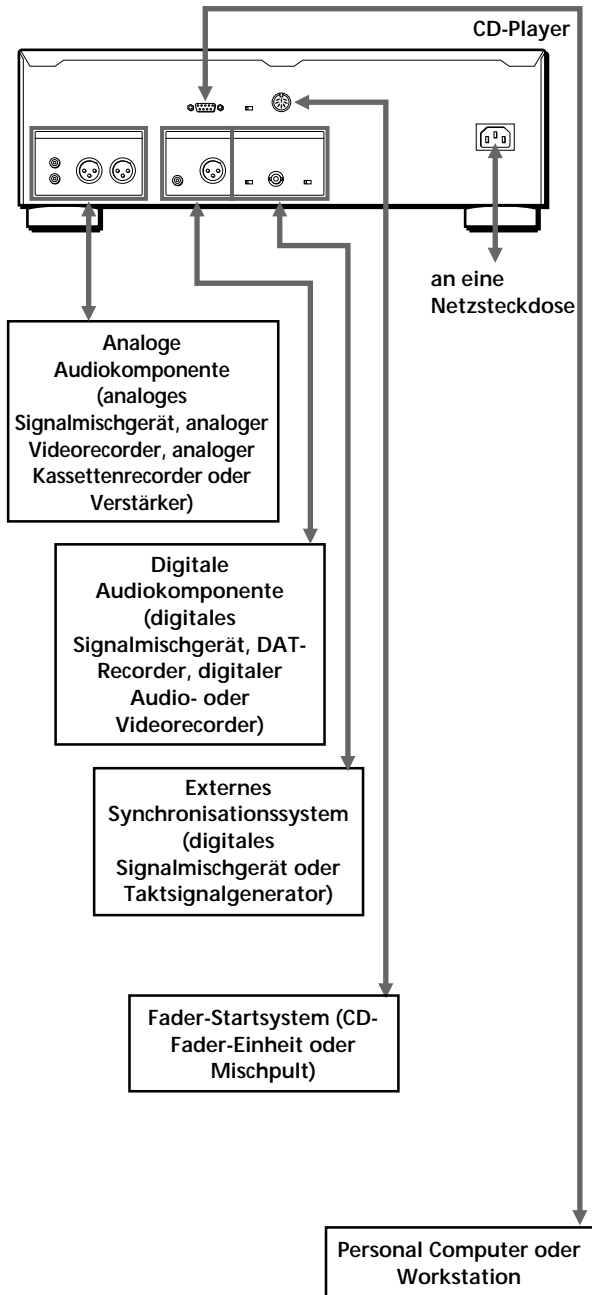 CD-Player
an eine
Netzsteckdose
Analoge
Audiokomponente
(analoges
Signalmischgerät, analoger
Videorecorder, analoger
Kassettenrecorder oder
Verstärker)
Digitale
Audiokomponente
(digitales
Signalmischgerät, DAT-
Recorder, digitaler
Audio- oder
Videorecorder)
Externes
Synchronisationssystem
(digitales
Signalmischgerät oder
Taktsignalgenerator)
Fader-Startsystem (CD-
Fader-Einheit oder
Mischpult)
Personal Computer oder
Workstation